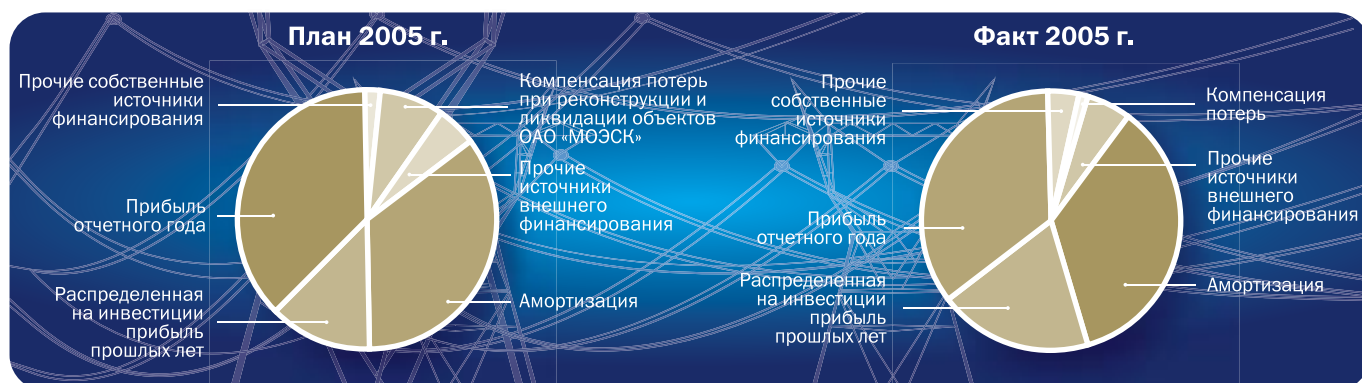 План 2005 г.
Прочие собственные
источники
финансирования
Прибыль
отчетного года
Распределенная
на инвестиции
прибыль
прошлых лет
Компенсация потерь
при реконструкции и
ликвидации объектов
ОАО «МОЭСК»
Прочие
источники
внешнего
финансирования
Амортизация
Факт 2005 г.
Прочие
собственные
источники
финансирования
Прибыль
отчетного года
Распределенная
на инвестиции
прибыль
прошлых лет
Компенсация
потерь
Прочие
источники
внешнего
финансирования
Амортизация